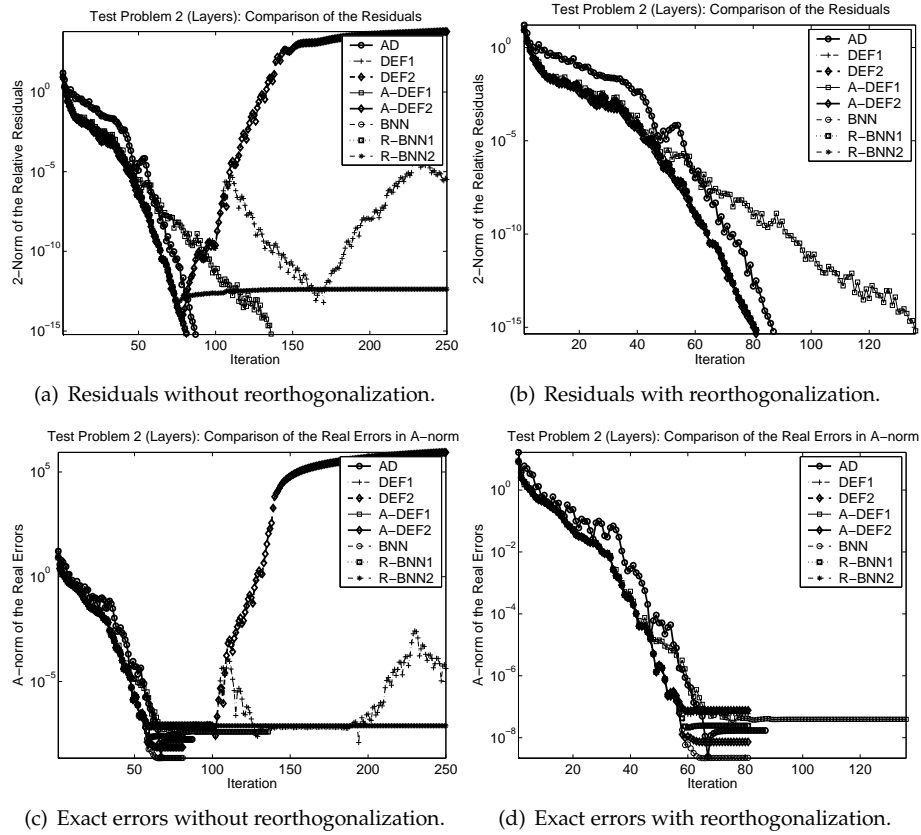 Test Problem 2 (Layers): Comparison of the Residuals
2−Norm of the Relative Residuals
10^0
10^−5
10^−10
10^−15
50
100
150
200
250
Iteration
AD
DEF1
DEF2
A−DEF1
A−DEF2
BNN
R−BNN1
R−BNN2
(a) Residuals without reorthogonalization.
Test Problem 2 (Layers): Comparison of the Residuals
2−Norm of the Relative Residuals
10^0
10^−5
10^−10
10^−15
20
40
60
80
100
120
Iteration
AD
DEF1
DEF2
A−DEF1
A−DEF2
BNN
R−BNN1
R−BNN2
(b) Residuals with reorthogonalization.
Test Problem 2 (Layers): Comparison of the Real Errors in A−norm
A−norm of the Real Errors
10^5
10^0
10^−5
50
100
150
200
250
Iteration
AD
DEF1
DEF2
A−DEF1
A−DEF2
BNN
R−BNN1
R−BNN2
(c) Exact errors without reorthogonalization.
Test Problem 2 (Layers): Comparison of the Real Errors in A−norm
A−norm of the Real Errors
10^0
10^−2
10^−4
10^−6
10^−8
20
40
60
80
100
120
Iteration
AD
DEF1
DEF2
A−DEF1
A−DEF2
BNN
R−BNN1
R−BNN2
(d) Exact errors with reorthogonalization.